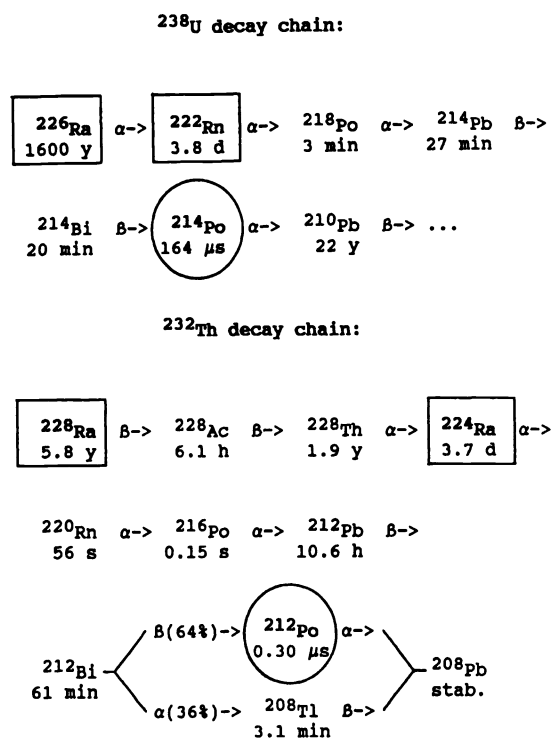 238U decay chain:
226Ra α-> 222Rn α-> 218Po α-> 214Pb β->
1600 y 3.8 d 3 min 27 min
214Bi β-> 214Po α-> 210Pb β-> ...
20 min 164 μs 22 y
232Th decay chain:
228Ra β-> 228Ac β-> 228Th α-> 224Ra α->
5.8 y 6.1 h 1.9 y 3.7 d
220Rn α-> 216Po α-> 212Pb β->
56 s 0.15 s 10.6 h
β(64%)-> 212Po α->
0.30 μs
212Bi 208Pb
61 min stab.
α(36%)-> 208Tl β->
3.1 min